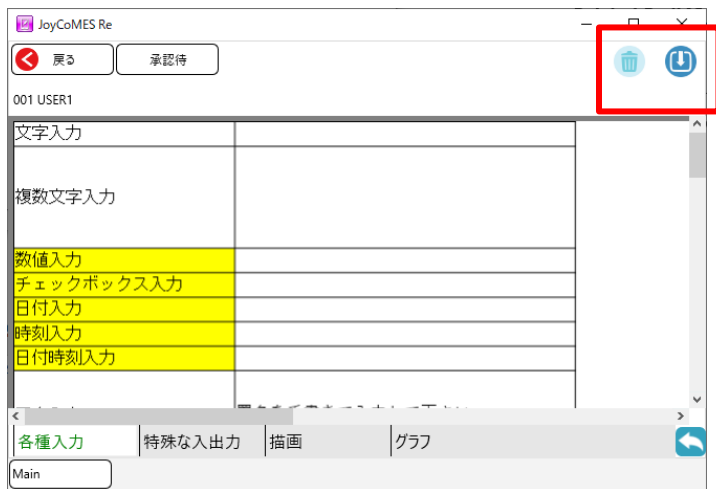 JoyCoMES Re
戻る 承認待
001 USER1
文字入力
複数文字入力
数値入力
チェックボックス入力
日付入力
時刻入力
日付時刻入力
各種入力 特殊な入出力 描画 グラフ
Main